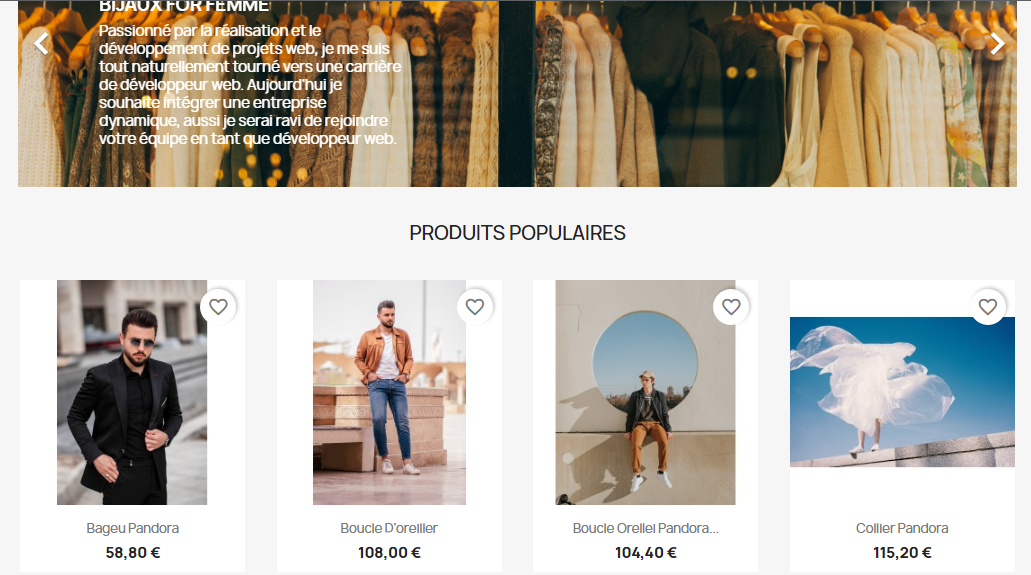 BIJAUX FOR FEMME
Passionné par la réalisation et le
développement de projets web, je me suis
tout naturellement tourné vers une carrière
de développeur web. Aujourd'hui je
souhaite intégrer une entreprise
dynamique, aussi je serai ravi de rejoindre
votre équipe en tant que développeur web.
PRODUITS POPULAIRES
Bageu Pandora
58,80 €
Boucle D'oreiller
108,00 €
Boucle Orellei Pandora...
104,40 €
Collier Pandora
115,20 €